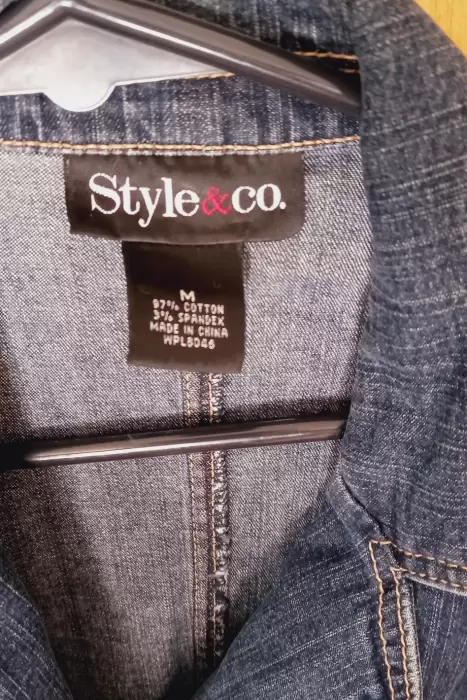 Style&co.
M
97% COTTON
3% SPANDEX
MADE IN CHINA
WPL8046